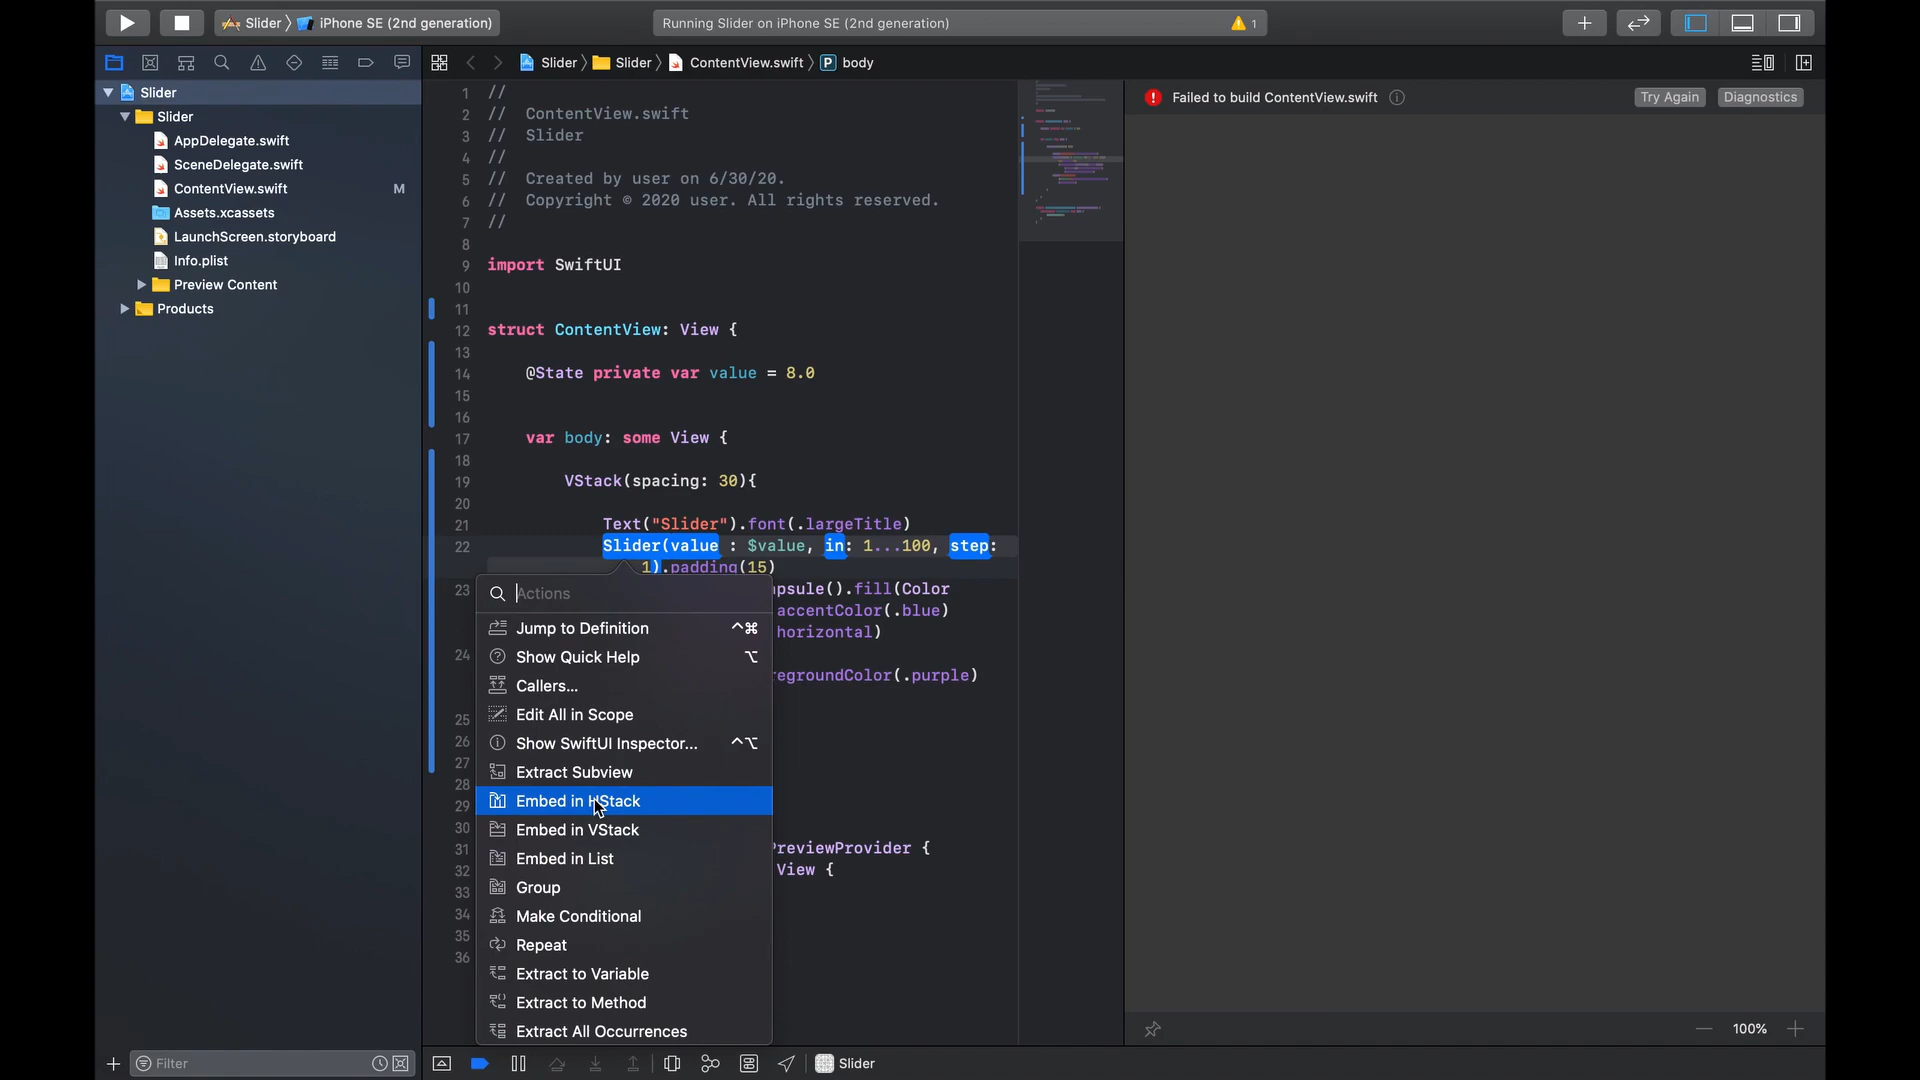 Slider
iPhone SE (2nd generation)
Running Slider on iPhone SE (2nd generation)
1
Slider
Slider
ContentView.swift
P
body
Slider
Slider
AppDelegate.swift
SceneDelegate.swift
ContentView.swift M
Assets.xcassets
LaunchScreen.storyboard
Info.plist
Preview Content
Products
1 //
2 // ContentView.swift
3 // Slider
4 //
5 // Created by user on 6/30/20.
6 // Copyright © 2020 user. All rights reserved.
7 //
8
9 import SwiftUI
10
11
12 struct ContentView: View {
13
14 @State private var value = 8.0
15
16
17 var body: some View {
18
19 VStack(spacing: 30){
20
21 Text("Slider").font(.largeTitle)
22 Slider(value : $value, in: 1...100, step:
1).padding(15)
23 psule().fill(Color
accentColor(.blue)
horizontal)
24
regroundColor(.purple)
25
26
27
28
29
30
31 PreviewProvider {
32 View {
33
34
35
36
Actions
Jump to Definition ^⌘
Show Quick Help ⌥
Callers...
Edit All in Scope
Show SwiftUI Inspector... ^⌥
Extract Subview
Embed in HStack
Embed in VStack
Embed in List
Group
Make Conditional
Repeat
Extract to Variable
Extract to Method
Extract All Occurrences
Failed to build ContentView.swift
Try Again
Diagnostics
100%
Filter
Slider